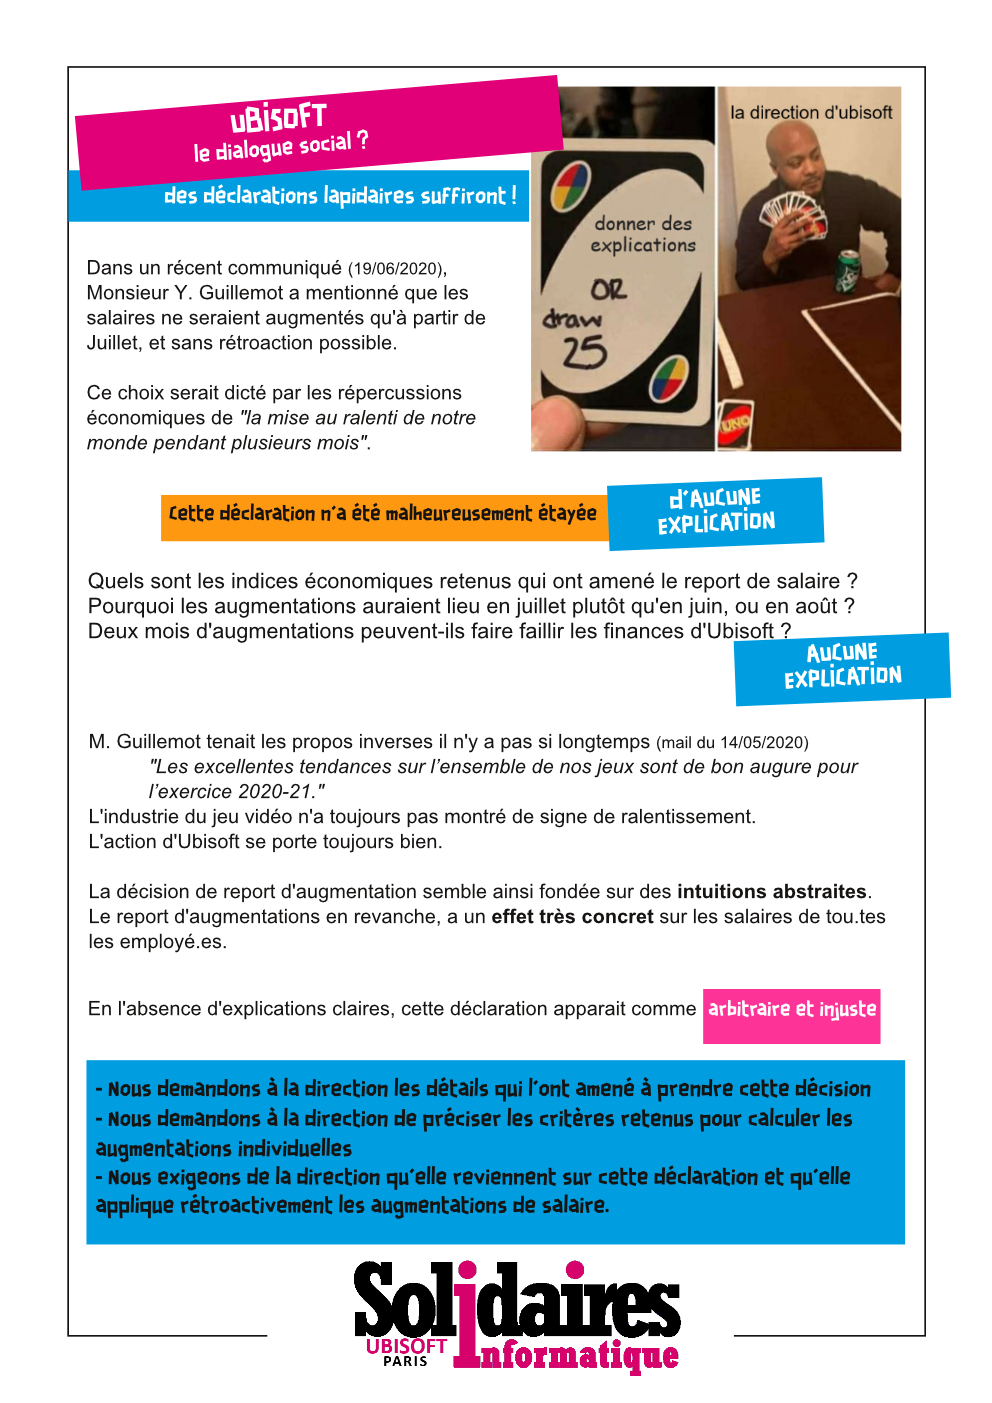 uBisoFT
le dialogue social ?
des déclarations lapidaires suffiront !
la direction d'ubisoft
donner des
explications
OR
draw
25
UNO
Dans un récent communiqué (19/06/2020),
Monsieur Y. Guillemot a mentionné que les
salaires ne seraient augmentés qu'à partir de
Juillet, et sans rétroaction possible.
Ce choix serait dicté par les répercussions
économiques de "la mise au ralenti de notre
monde pendant plusieurs mois".
Cette déclaration n'a été malheureusement étayée
d'AuCuNE
EXPLiCATiON
Quels sont les indices économiques retenus qui ont amené le report de salaire ?
Pourquoi les augmentations auraient lieu en juillet plutôt qu'en juin, ou en août ?
Deux mois d'augmentations peuvent-ils faire faillir les finances d'Ubisoft ?
AuCuNE
EXPLiCATiON
M. Guillemot tenait les propos inverses il n'y a pas si longtemps (mail du 14/05/2020)
"Les excellentes tendances sur l’ensemble de nos jeux sont de bon augure pour
l’exercice 2020-21."
L'industrie du jeu vidéo n'a toujours pas montré de signe de ralentissement.
L'action d'Ubisoft se porte toujours bien.
La décision de report d'augmentation semble ainsi fondée sur des intuitions abstraites.
Le report d'augmentations en revanche, a un effet très concret sur les salaires de tou.tes
les employé.es.
En l'absence d'explications claires, cette déclaration apparait comme arbitraire et injuste
- Nous demandons à la direction les détails qui l'ont amené à prendre cette décision
- Nous demandons à la direction de préciser les critères retenus pour calculer les
augmentations individuelles
- Nous exigeons de la direction qu'elle reviennent sur cette déclaration et qu'elle
applique rétroactivement les augmentations de salaire.
Solidaires
UBISOFT
PARIS
informatique